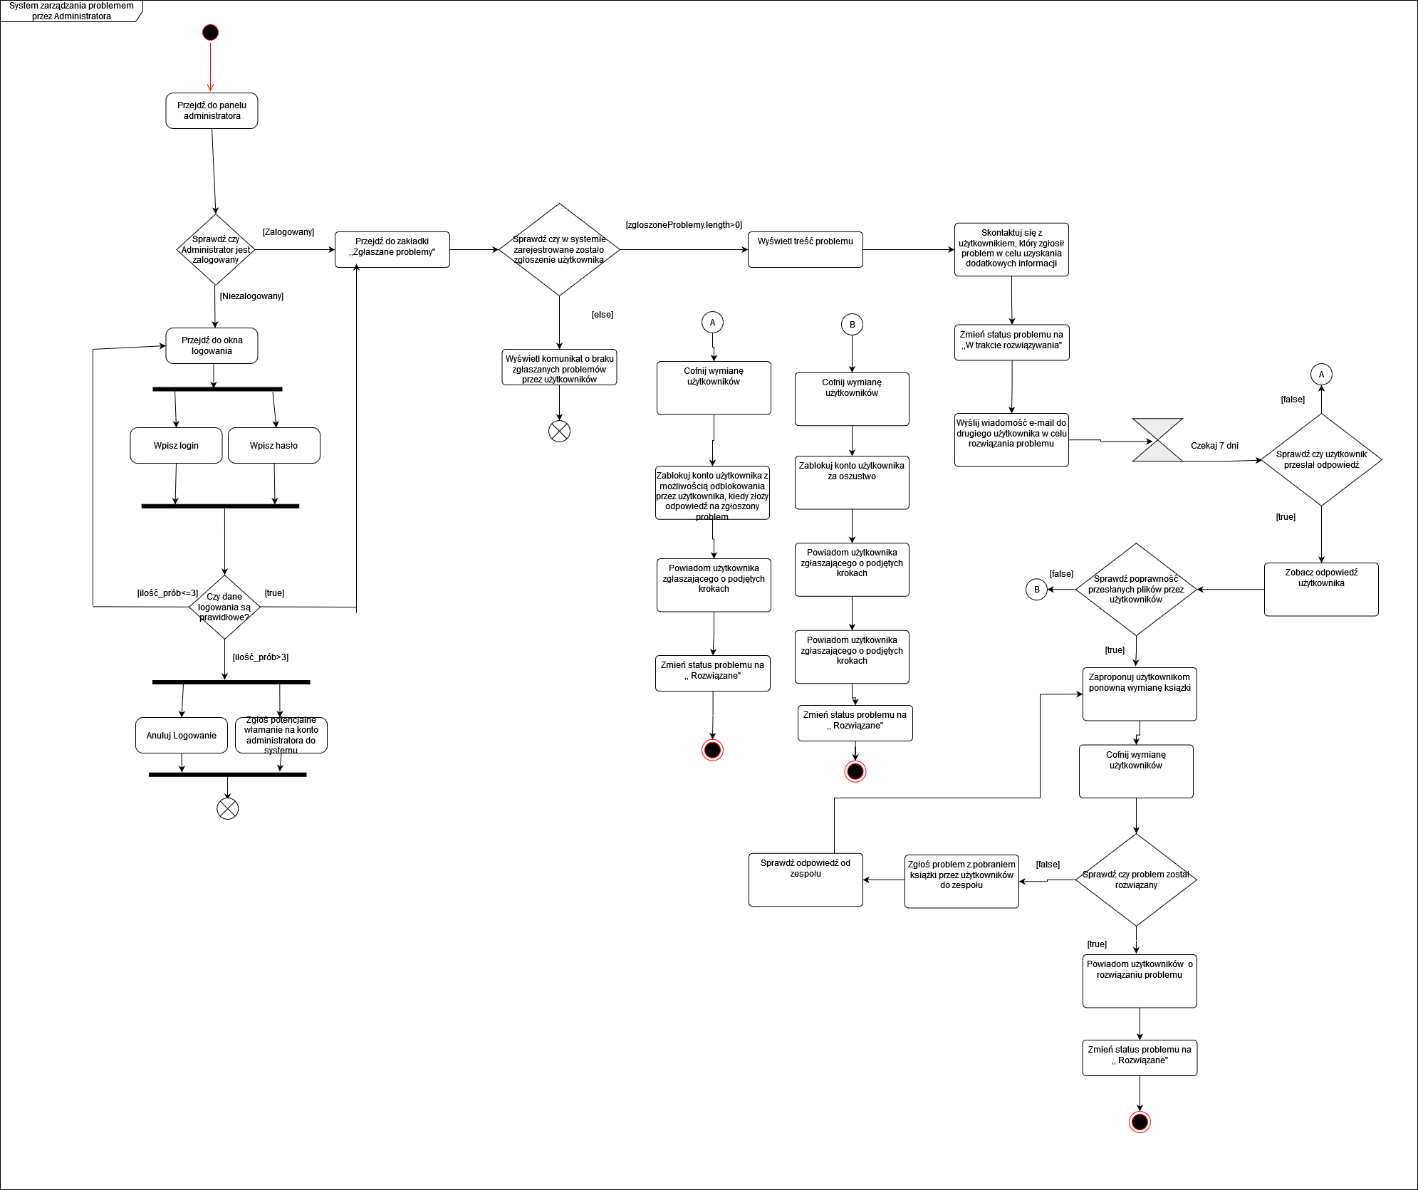 System zarządzania problemem
przez Administratora
Przejdź do panelu
administratora
Sprawdź czy
Administrator jest
zalogowany
[Zalogowany]
[Niezalogowany]
Przejdź do zakładki
,,Zgłaszane problemy"
Sprawdź czy w systemie
zarejestrowane zostało
zgłoszenie użytkownika
[zgloszoneProblemy.length>0]
[else]
Wyświetl komunikat o braku
zgłaszanych problemów
przez użytkowników
Wyświetl treść problemu
Skontaktuj się z
użytkownikiem, który zgłosił
problem w celu uzyskania
dodatkowych informacji
Zmień status problemu na
,,W trakcie rozwiązywania"
Wyślij wiadomość e-mail do
drugiego użytkownika w celu
rozwiązania problemu
Czekaj 7 dni
Sprawdź czy użytkownik
przesłał odpowiedź
[false]
A
[true]
Zobacz odpowiedź
użytkownika
Sprawdź poprawność
przesłanych plików przez
użytkowników
[false]
B
[true]
Zaproponuj użytkownikom
ponowną wymianę książki
Cofnij wymianę
użytkowników
Sprawdź czy problem został
rozwiązany
[false]
Zgłoś problem z pobraniem
książki przez użytkowników
do zespołu
Sprawdź odpowiedź od
zespołu
[true]
Powiadom użytkowników o
rozwiązaniu problemu
Zmień status problemu na
,, Rozwiązane"
A
Cofnij wymianę
użytkowników
Zablokuj konto użytkownika z
możliwością odblokowania
przez użytkownika, kiedy złoży
odpowiedź na zgłoszony
problem
Powiadom użytkownika
zgłaszającego o podjętych
krokach
Zmień status problemu na
,, Rozwiązane"
B
Cofnij wymianę
użytkowników
Zablokuj konto użytkownika
za oszustwo
Powiadom użytkownika
zgłaszającego o podjętych
krokach
Powiadom użytkownika
zgłaszającego o podjętych
krokach
Zmień status problemu na
,, Rozwiązane"
Przejdź do okna
logowania
Wpisz login
Wpisz hasło
Czy dane
logowania są
prawidłowe?
[ilość_prób<=3]
[true]
[ilość_prób>3]
Anuluj Logowanie
Zgłoś potencjalne
włamanie na konto
administratora do
systemu